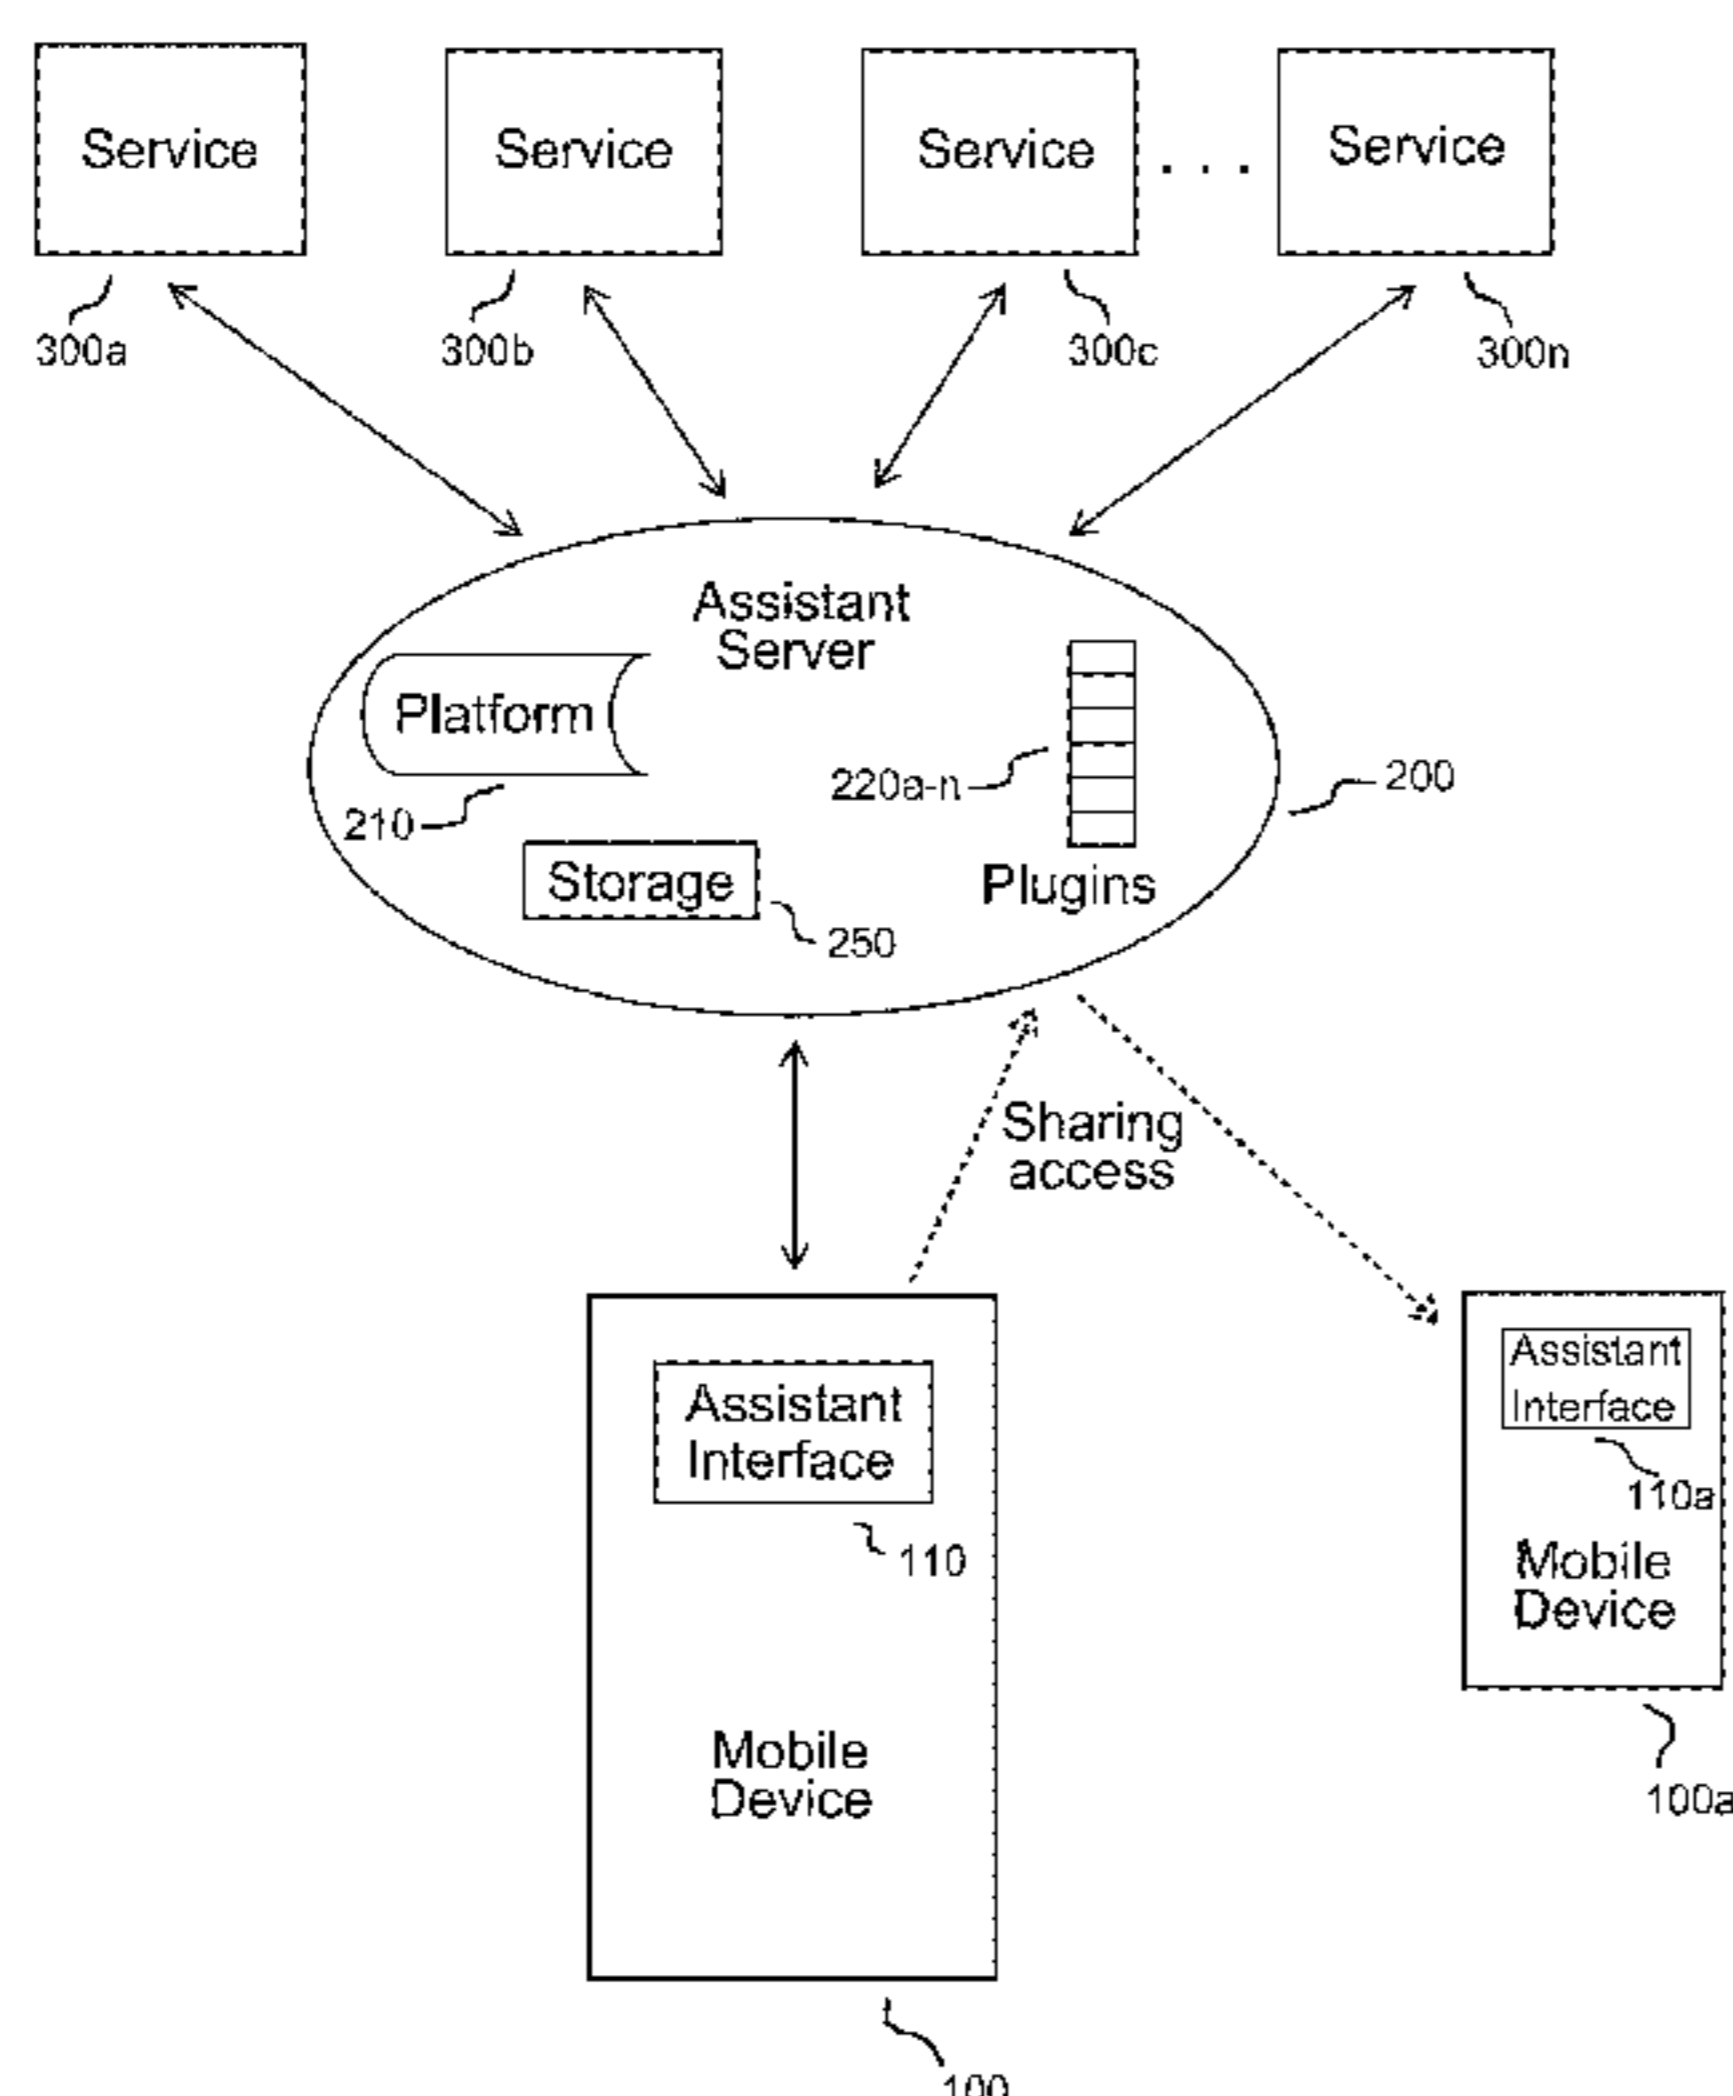 Service
Service
Service
. . .
Service
300a
300b
300c
300n
Assistant
Server
Platform
220a-n
200
210
Storage
Plugins
250
Sharing
access
Assistant
Interface
110
Mobile
Device
Assistant
Interface
110a
Mobile
Device
100a
100